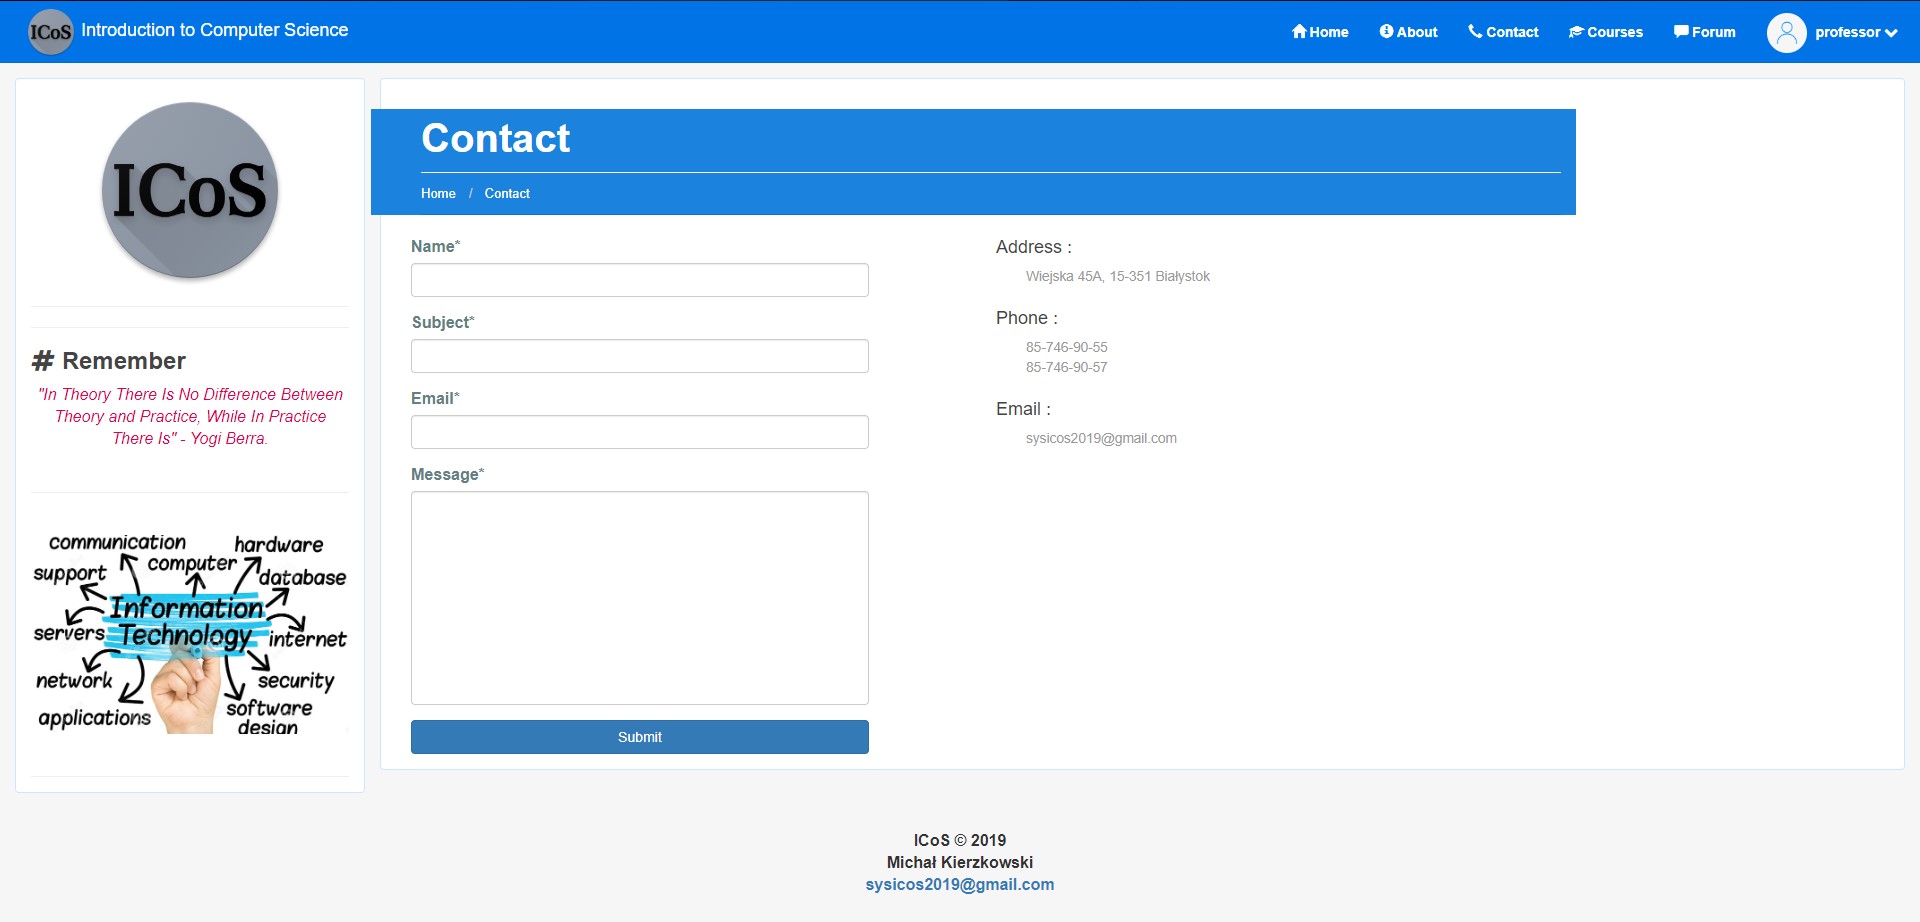 ICoS Introduction to Computer Science
Home About Contact Courses Forum professor
ICoS
# Remember
"In Theory There Is No Difference Between
Theory and Practice, While In Practice
There Is" - Yogi Berra.
communication hardware
computer
support database
Information
servers Technology internet
network security
applications software
design
Contact
Home / Contact
Name*
Subject*
Email*
Message*
Submit
Address :
Wiejska 45A, 15-351 Białystok
Phone :
85-746-90-55
85-746-90-57
Email :
sysicos2019@gmail.com
ICoS © 2019
Michał Kierzkowski
sysicos2019@gmail.com